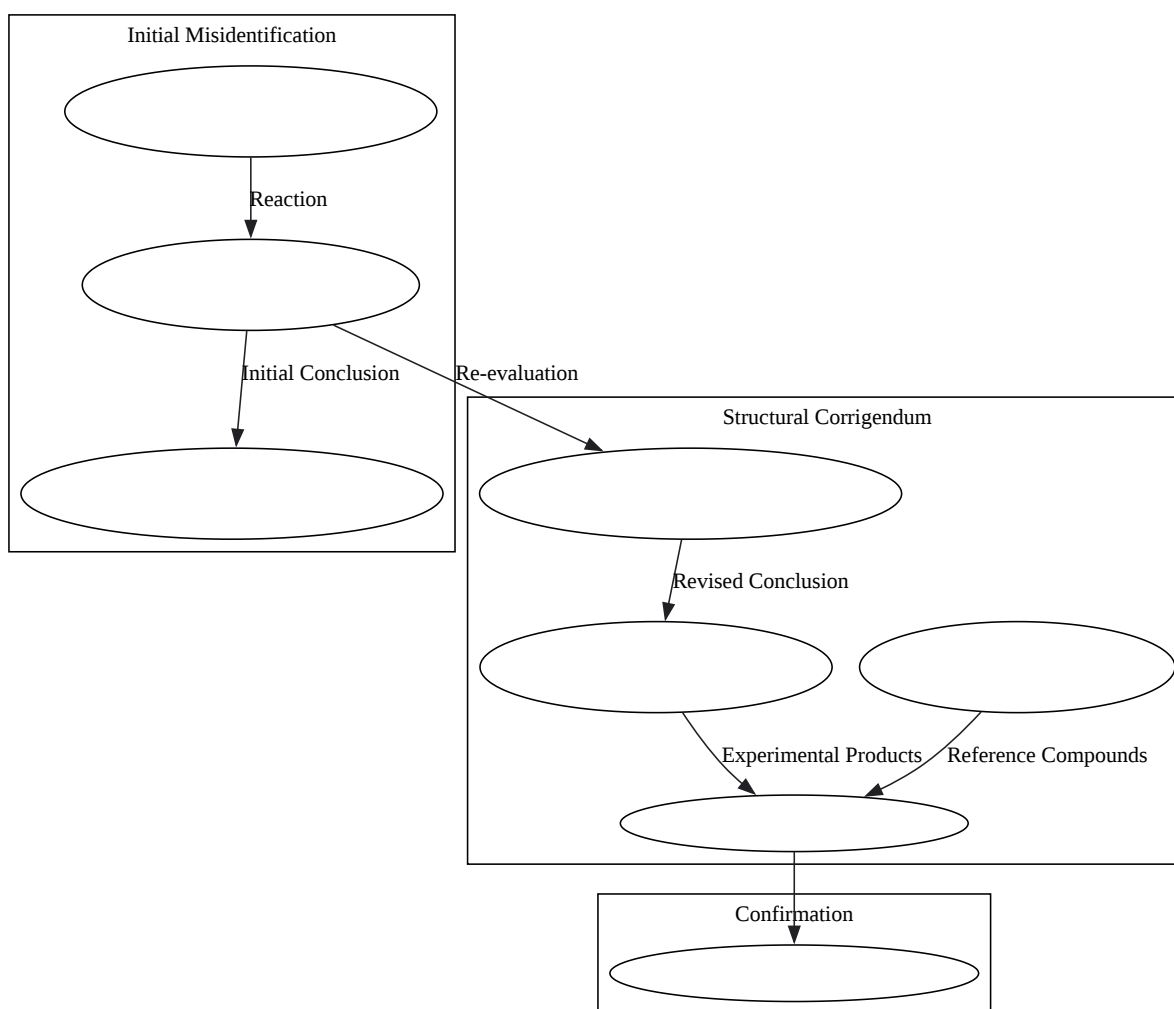 Initial Misidentification
Reaction
Initial Conclusion
Re-evaluation
Structural Corrigendum
Revised Conclusion
Experimental Products
Reference Compounds
Confirmation